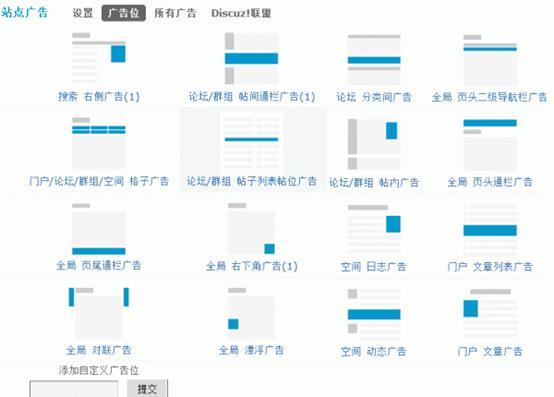 站点广告 设置 广告位 所有广告 Discuz!联盟
搜索 右侧广告(1) 论坛/群组 帖间通栏广告(1) 论坛 分类间广告 全局 页头二级导航栏广告
门户/论坛/群组/空间 格子广告 论坛/群组 帖子列表帖位广告 论坛/群组 帖内广告 全局 页头通栏广告
全局 页尾通栏广告 全局 右下角广告(1) 空间 日志广告 门户 文章列表广告
全局 对联广告 全局 漂浮广告 空间 动态广告 门户 文章广告
添加自定义广告位
提交